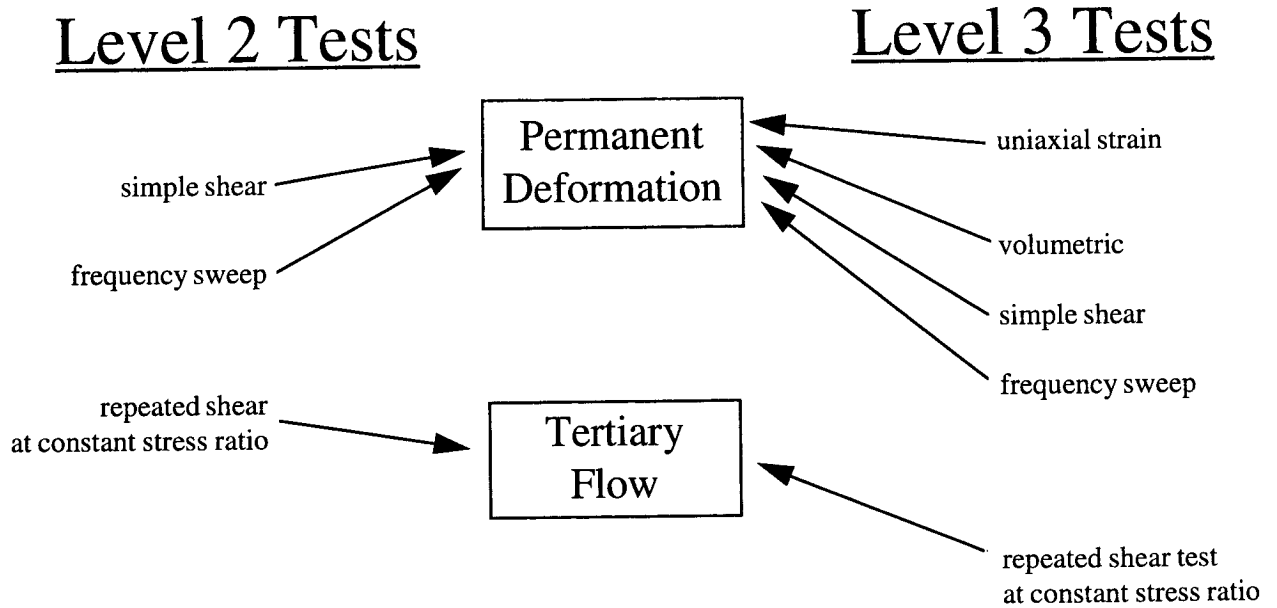 Level 2 Tests
Level 3 Tests
Permanent
Deformation
simple shear
frequency sweep
uniaxial strain
volumetric
simple shear
frequency sweep
repeated shear
at constant stress ratio
Tertiary
Flow
repeated shear test
at constant stress ratio